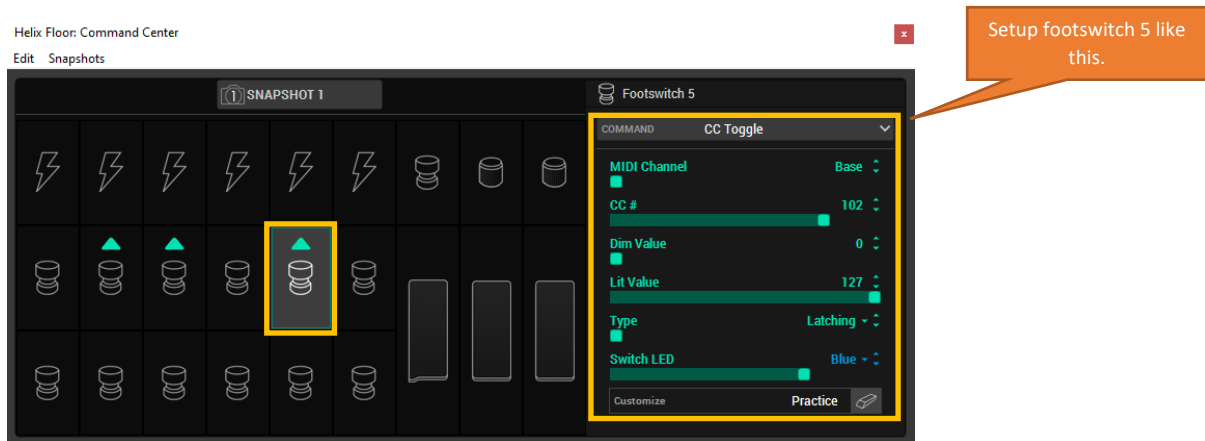 Helix Floor: Command Center
x
Edit Snapshots
1 SNAPSHOT 1
Footswitch 5
COMMAND CC Toggle
MIDI Channel Base
CC # 102
Dim Value 0
Lit Value 127
Type Latching
Switch LED Blue
Customize Practice
Setup footswitch 5 like
this.